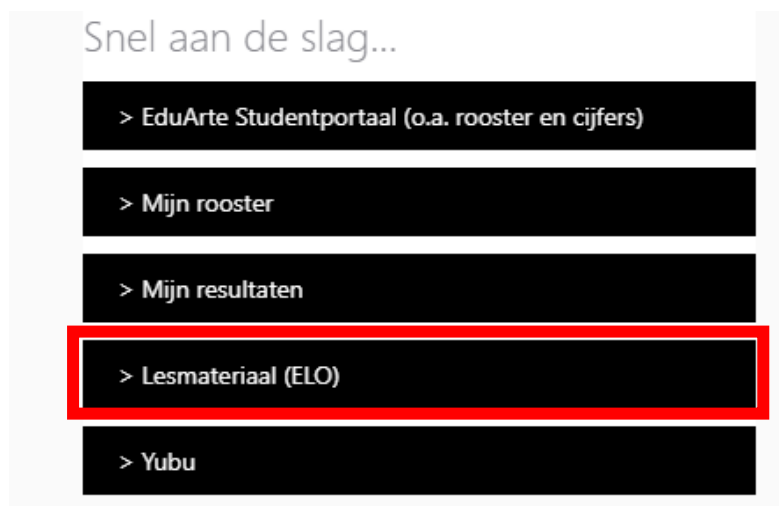 Snel aan de slag...
> EduArte Studentportaal (o.a. rooster en cijfers)
> Mijn rooster
> Mijn resultaten
> Lesmateriaal (ELO)
> Yubu